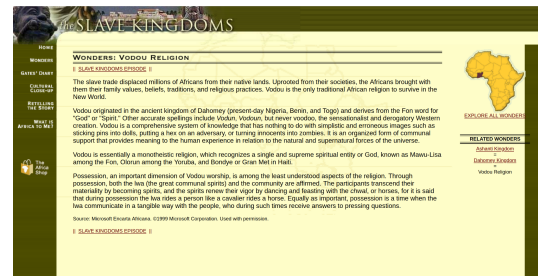 the SLAVE KINGDOMS
HOME
WONDERS
GATES' DIARY
CULTURAL
CLOSE-UP
RETELLING
THE STORY
WHAT IS
AFRICA TO ME?
The
Africa
Shop
WONDERS: VODOU RELIGION
|| SLAVE KINGDOMS EPISODE ||
The slave trade displaced millions of Africans from their native lands. Uprooted from their societies, the Africans brought with
them their family values, beliefs, traditions, and religious practices. Vodou is the only traditional African religion to survive in the
New World.
Vodou originated in the ancient kingdom of Dahomey (present-day Nigeria, Benin, and Togo) and derives from the Fon word for
"God" or "Spirit." Other accurate spellings include Vodun, Voudoun, but never voodoo, the sensationalist and derogatory Western
creation. Vodou is a comprehensive system of knowledge that has nothing to do with simplistic and erroneous images such as
sticking pins into dolls, putting a hex on an adversary, or turning innocents into zombies. It is an organized form of communal
support that provides meaning to the human experience in relation to the natural and supernatural forces of the universe.
Vodou is essentially a monotheistic religion, which recognizes a single and supreme spiritual entity or God, known as Mawu-Lisa
among the Fon, Olorun among the Yoruba, and Bondye or Gran Met in Haiti.
Possession, an important dimension of Vodou worship, is among the least understood aspects of the religion. Through
possession, both the lwa (the great communal spirits) and the community are affirmed. The participants transcend their
materiality by becoming spirits, and the spirits renew their vigor by dancing and feasting with the chwal, or horses, for it is said
that during possession the lwa rides a person like a cavalier rides a horse. Equally as important, possession is a time when the
lwa communicate in a tangible way with the people, who during such times receive answers to pressing questions.
Source: Microsoft Encarta Africana. ©1999 Microsoft Corporation. Used with permission.
|| SLAVE KINGDOMS EPISODE ||
EXPLORE ALL WONDERS
RELATED WONDERS
Ashanti Kingdom
Dahomey Kingdom
Vodou Religion